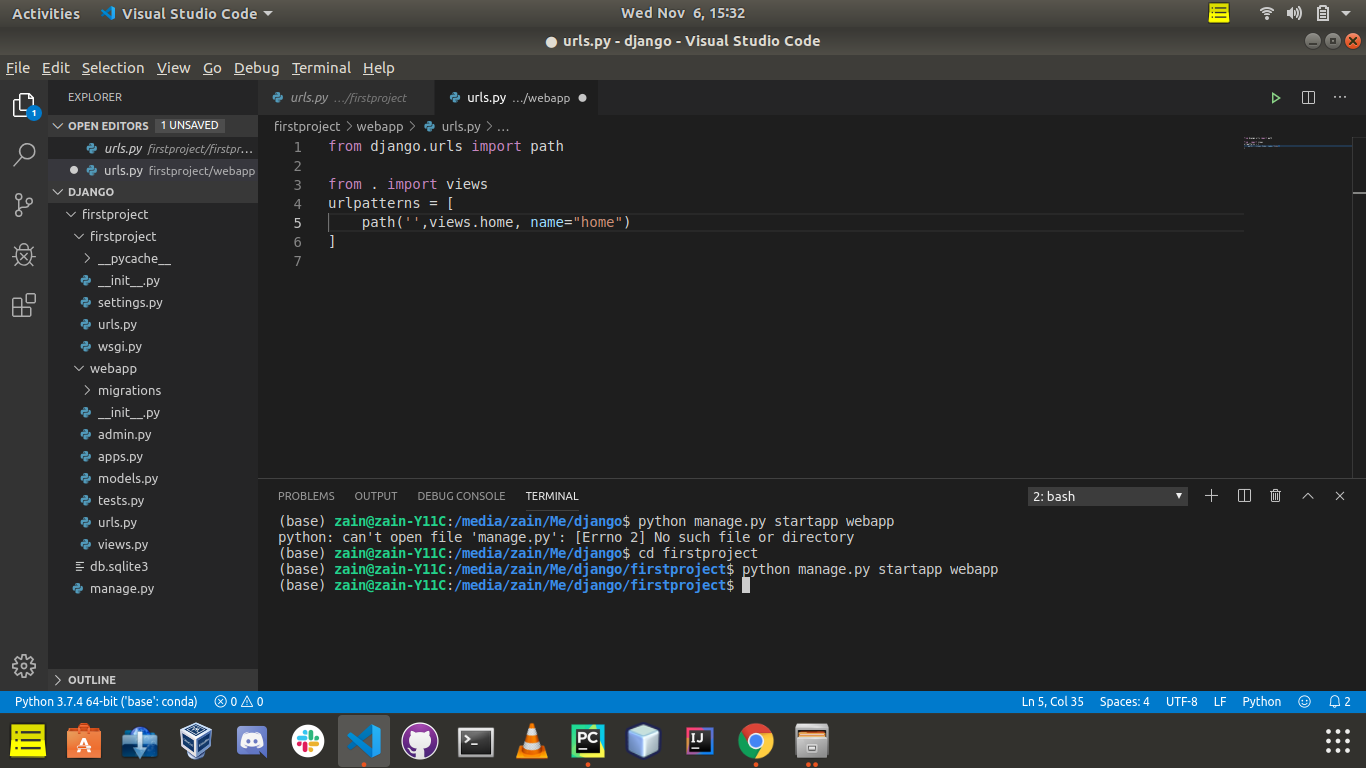 Activities Visual Studio Code Wed Nov 6, 15:32
urls.py - django - Visual Studio Code
File Edit Selection View Go Debug Terminal Help
1
EXPLORER
OPEN EDITORS 1 UNSAVED
urls.py firstproject/firstpr...
urls.py firstproject/webapp
DJANGO
firstproject
firstproject
__pycache__
__init__.py
settings.py
urls.py
wsgi.py
webapp
migrations
__init__.py
admin.py
apps.py
models.py
tests.py
urls.py
views.py
db.sqlite3
manage.py
OUTLINE
urls.py .../firstproject urls.py .../webapp
firstproject > webapp > urls.py > ...
1 from django.urls import path
2
3 from . import views
4 urlpatterns = [
5 path('',views.home, name="home")
6 ]
7
PROBLEMS OUTPUT DEBUG CONSOLE TERMINAL 2: bash
(base) zain@zain-Y11C:/media/zain/Me/django$ python manage.py startapp webapp
python: can't open file 'manage.py': [Errno 2] No such file or directory
(base) zain@zain-Y11C:/media/zain/Me/django$ cd firstproject
(base) zain@zain-Y11C:/media/zain/Me/django/firstproject$ python manage.py startapp webapp
(base) zain@zain-Y11C:/media/zain/Me/django/firstproject$
Python 3.7.4 64-bit ('base': conda) 0 0 Ln 5, Col 35 Spaces: 4 UTF-8 LF Python 2
PC IJ